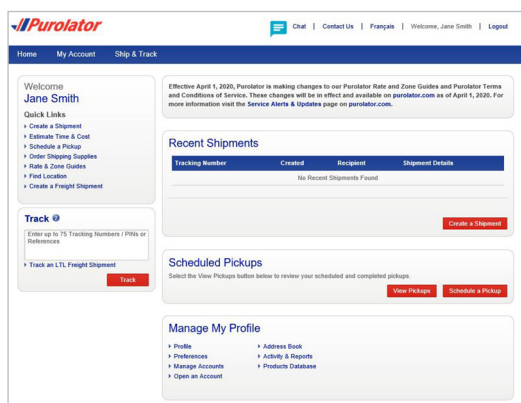 Purolator
Chat | Contact Us | Français | Welcome, Jane Smith | Logout
Home My Account Ship & Track
Welcome
Jane Smith
Quick Links
Create a Shipment
Estimate Time & Cost
Schedule a Pickup
Order Shipping Supplies
Rate & Zone Guides
Find Location
Create a Freight Shipment
Track ?
Enter up to 75 Tracking Numbers / PINs or
References
Track an LTL Freight Shipment
Track
Effective April 1, 2020, Purolator is making changes to our Purolator Rate and Zone Guides and Purolator Terms
and Conditions of Service. These changes will be in effect and available on purolator.com as of April 1, 2020. For
more information visit the Service Alerts & Updates page on purolator.com.
Recent Shipments
Tracking Number Created Recipient Shipment Details
No Recent Shipments Found
Create a Shipment
Scheduled Pickups
Select the View Pickups button below to review your scheduled and completed pickups.
View Pickups Schedule a Pickup
Manage My Profile
Profile Address Book
Preferences Activity & Reports
Manage Accounts Products Database
Open an Account